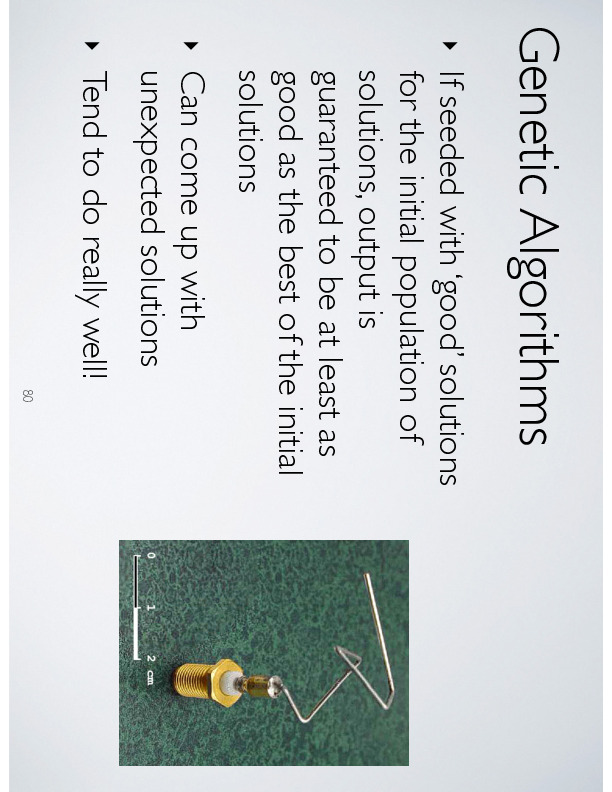 Genetic Algorithms
‣ If seeded with ‘good’ solutions
for the initial population of
solutions, output is
guaranteed to be at least as
good as the best of the initial
solutions
‣ Can come up with
unexpected solutions
‣ Tend to do really well!
0 1 2 cm
80